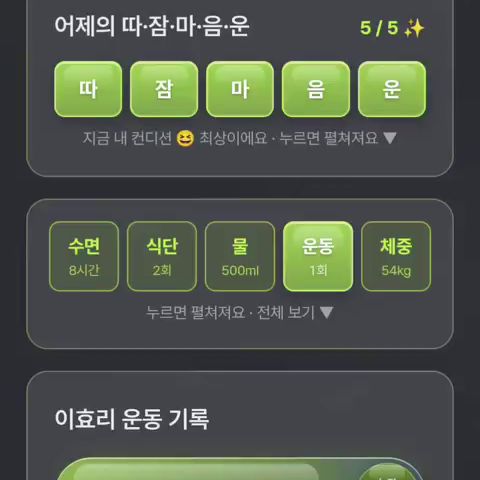 어제의 따·잠·마·음·운
5 / 5 ✨
따 잠 마 음 운
지금 내 컨디션 😆 최상이에요 · 누르면 펼쳐져요 ▼
수면 식단 물 운동 체중
8시간 2회 500ml 1회 54kg
누르면 펼쳐져요 · 전체 보기 ▼
이효리 운동 기록